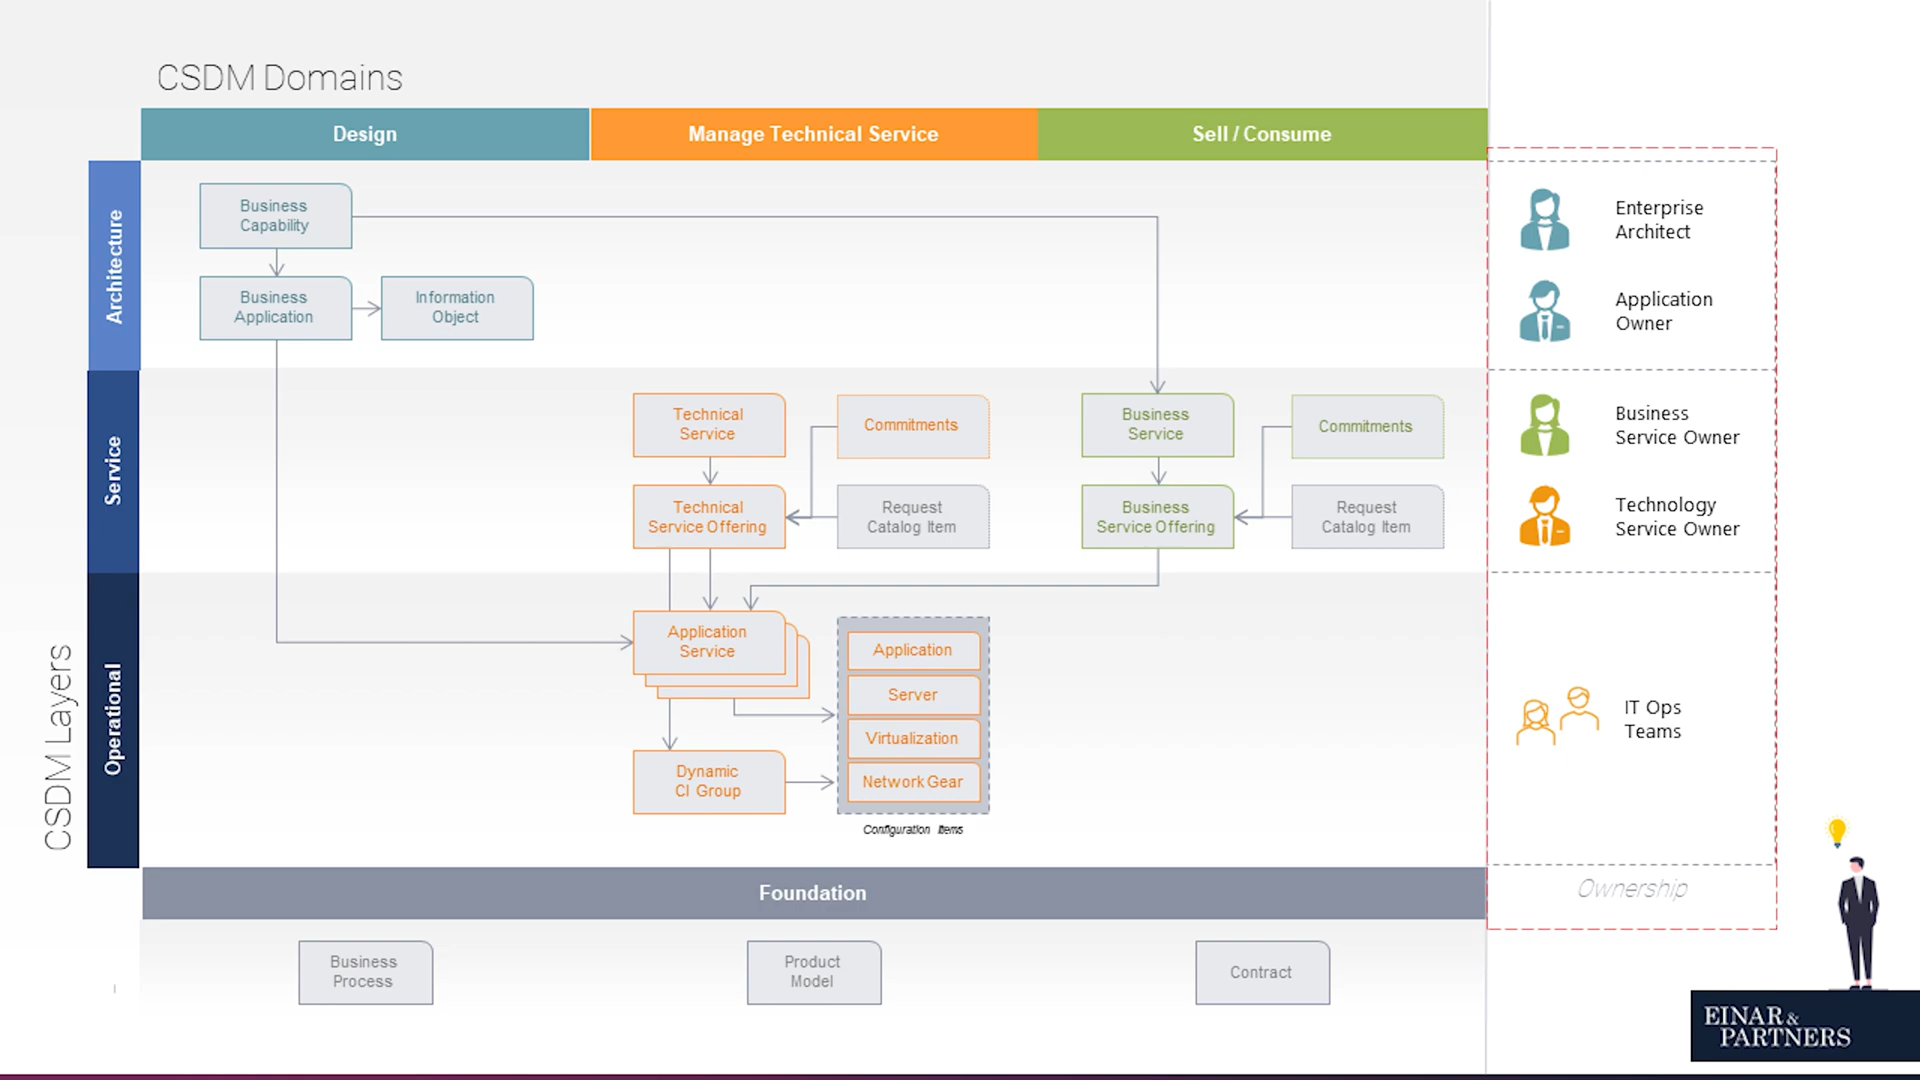 CSDM Domains
Design
Manage Technical Service
Sell / Consume
CSDM Layers
Architecture
Business
Capability
Business
Application
Information
Object
Enterprise
Architect
Application
Owner
Service
Technical
Service
Commitments
Technical
Service Offering
Request
Catalog Item
Business
Service
Commitments
Business
Service Offering
Request
Catalog Item
Business
Service Owner
Technology
Service Owner
Operational
Application
Service
Dynamic
CI Group
Application
Server
Virtualization
Network Gear
Configuration Items
IT Ops
Teams
Foundation
Ownership
Business
Process
Product
Model
Contract
EINAR &
PARTNERS